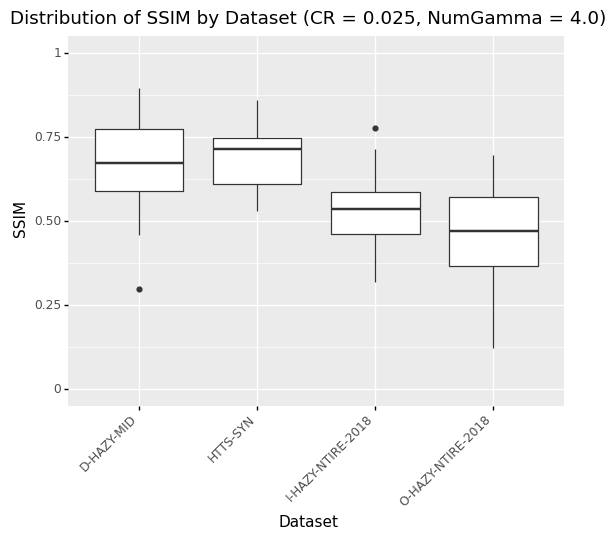 Distribution of SSIM by Dataset (CR = 0.025, NumGamma = 4.0)
1
0.75
0.50
0.25
0
SSIM
D-HAZY-MID
HTTS-SYN
I-HAZY-NTIRE-2018
O-HAZY-NTIRE-2018
Dataset